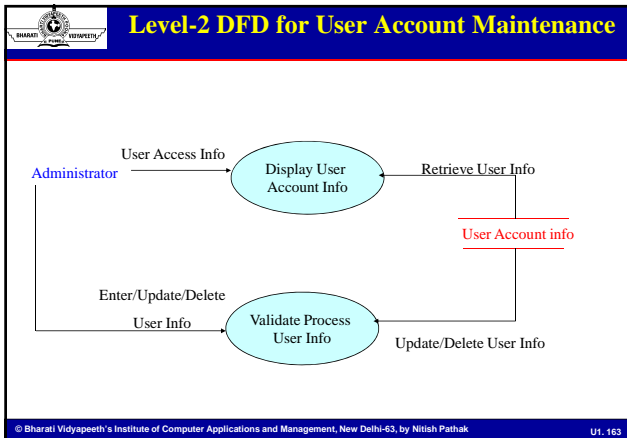 BHARATI VIDYAPEETH
PUNE
Level-2 DFD for User Account Maintenance
User Access Info
Administrator
Display User
Account Info
Retrieve User Info
User Account info
Enter/Update/Delete
User Info
Validate Process
User Info
Update/Delete User Info
© Bharati Vidyapeeth's Institute of Computer Applications and Management, New Delhi-63, by Nitish Pathak
U1. 163